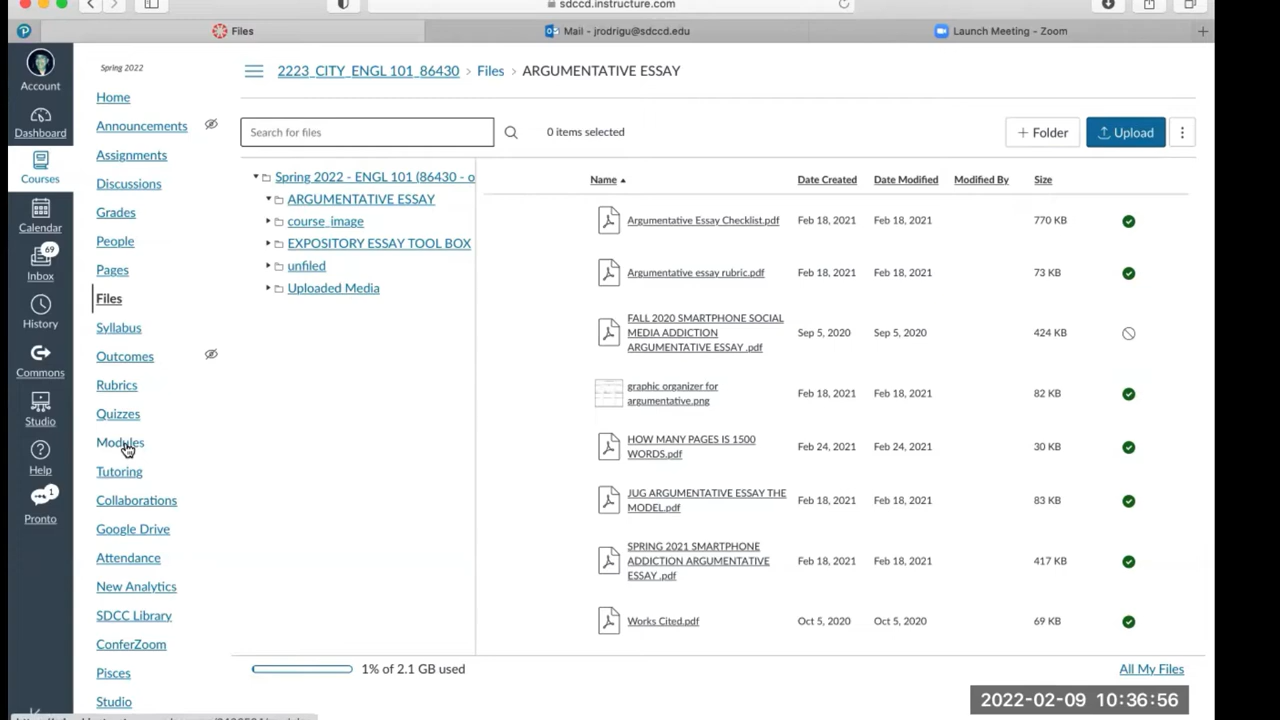 sdccd.instructure.com
Files
Mail - jrodrigu@sdccd.edu
Launch Meeting - Zoom
Account
Dashboard
Courses
Calendar
69
Inbox
History
Commons
Studio
Help
1
Pronto
Spring 2022
Home
Announcements
Assignments
Discussions
Grades
People
Pages
Files
Syllabus
Outcomes
Rubrics
Quizzes
Modules
Tutoring
Collaborations
Google Drive
Attendance
New Analytics
SDCC Library
ConferZoom
Pisces
Studio
2223_CITY_ENGL 101_86430 > Files > ARGUMENTATIVE ESSAY
Search for files
0 items selected
+ Folder
Upload
Spring 2022 - ENGL 101 (86430 - o
ARGUMENTATIVE ESSAY
course_image
EXPOSITORY ESSAY TOOL BOX
unfiled
Uploaded Media
Name Date Created Date Modified Modified By Size
Argumentative Essay Checklist.pdf Feb 18, 2021 Feb 18, 2021 770 KB
Argumentative essay rubric.pdf Feb 18, 2021 Feb 18, 2021 73 KB
FALL 2020 SMARTPHONE SOCIAL
MEDIA ADDICTION Sep 5, 2020 Sep 5, 2020 424 KB
ARGUMENTATIVE ESSAY .pdf
graphic organizer for
argumentative.png Feb 18, 2021 Feb 18, 2021 82 KB
HOW MANY PAGES IS 1500
WORDS.pdf Feb 24, 2021 Feb 24, 2021 30 KB
JUG ARGUMENTATIVE ESSAY THE
MODEL.pdf Feb 18, 2021 Feb 18, 2021 83 KB
SPRING 2021 SMARTPHONE
ADDICTION ARGUMENTATIVE Feb 18, 2021 Feb 18, 2021 417 KB
ESSAY .pdf
Works Cited.pdf Oct 5, 2020 Oct 5, 2020 69 KB
1% of 2.1 GB used
All My Files
2022-02-09 10:36:56